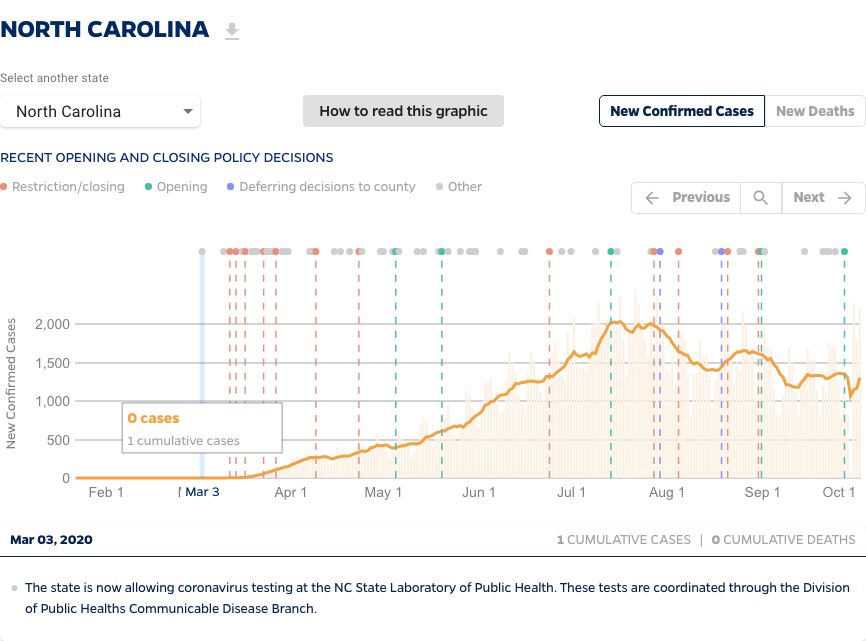 NORTH CAROLINA
Select another state
North Carolina
How to read this graphic
New Confirmed Cases
New Deaths
RECENT OPENING AND CLOSING POLICY DECISIONS
Restriction/closing
Opening
Deferring decisions to county
Other
Previous
Next
New Confirmed Cases
2,000
1,500
1,000
500
0
0 cases
1 cumulative cases
Feb 1
Mar 3
Apr 1
May 1
Jun 1
Jul 1
Aug 1
Sep 1
Oct 1
Mar 03, 2020
1 CUMULATIVE CASES | 0 CUMULATIVE DEATHS
The state is now allowing coronavirus testing at the NC State Laboratory of Public Health. These tests are coordinated through the Division
of Public Healths Communicable Disease Branch.